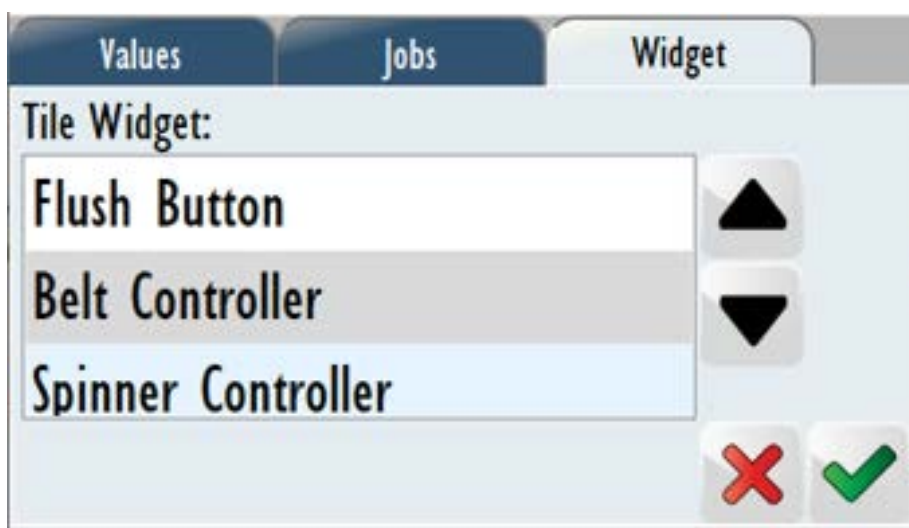 Values Jobs Widget
Tile Widget:
Flush Button
Belt Controller
Spinner Controller